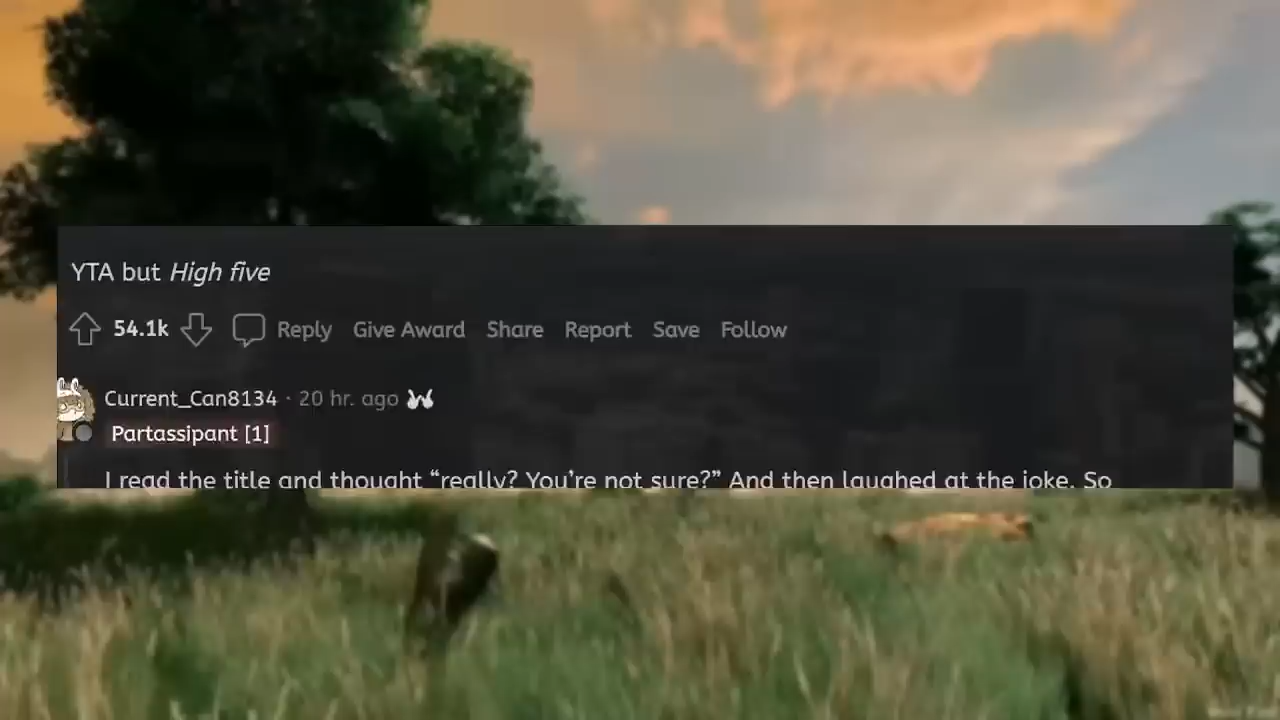 YTA but High five
54.1k Reply Give Award Share Report Save Follow
Current_Can8134 · 20 hr. ago
Partassipant [1]
I read the title and thought “really? You’re not sure?” And then laughed at the joke. So